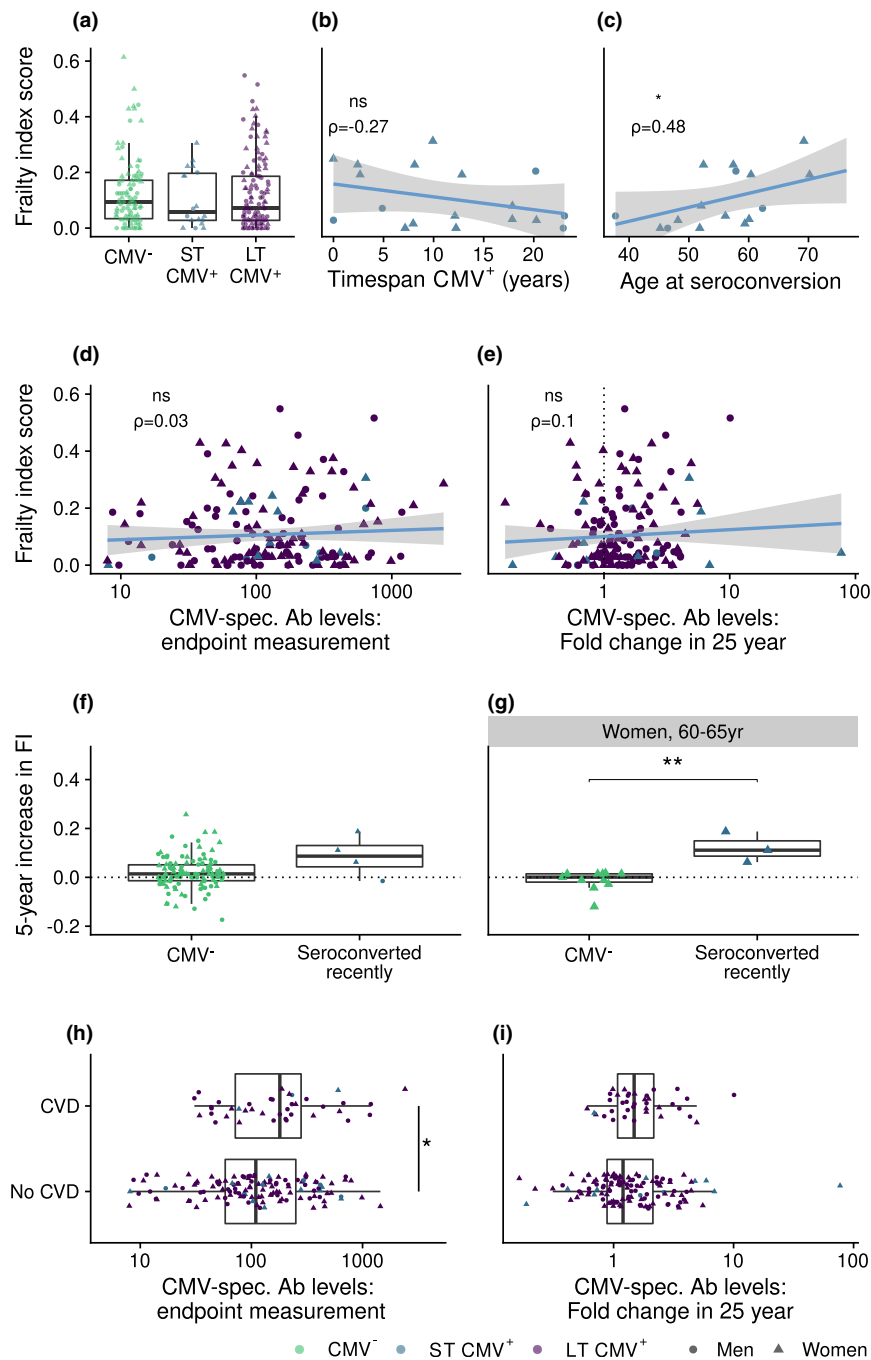 (a)
(b)
(c)
Frailty index score
0.6
0.4
0.2
0.0
CMV⁻
ST CMV⁺
LT CMV⁺
ns
ρ=-0.27
0
5
10
15
20
Timespan CMV⁺ (years)
*
ρ=0.48
40
50
60
70
Age at seroconversion
(d)
(e)
Frailty index score
0.6
0.4
0.2
0.0
ns
ρ=0.03
10
100
1000
CMV-spec. Ab levels:
endpoint measurement
ns
ρ=0.1
1
10
100
CMV-spec. Ab levels:
Fold change in 25 year
(f)
(g)
Women, 60-65yr
5-year increase in FI
0.4
0.2
0.0
-0.2
CMV⁻
Seroconverted
recently
**
CMV⁻
Seroconverted
recently
(h)
(i)
CVD
No CVD
*
10
100
1000
CMV-spec. Ab levels:
endpoint measurement
1
10
100
CMV-spec. Ab levels:
Fold change in 25 year
CMV⁻ ST CMV⁺ LT CMV⁺ Men Women